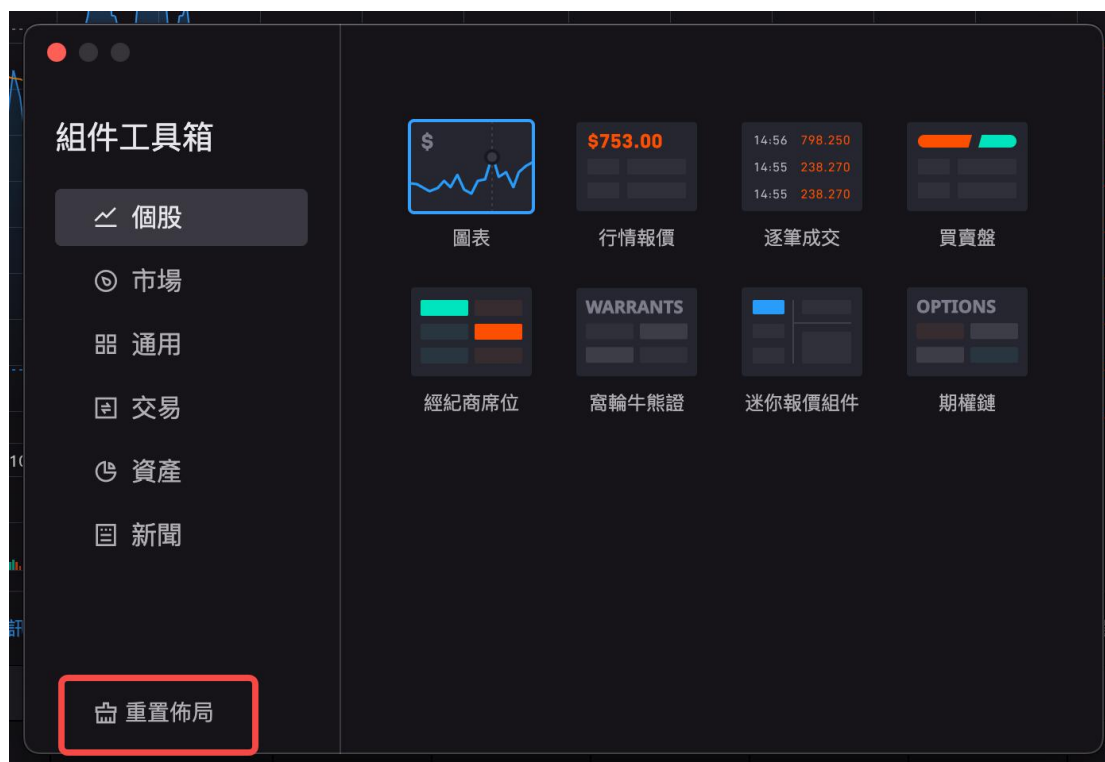 組件工具箱
個股
市場
通用
交易
資產
新聞
重置佈局
$
圖表
$753.00
行情報價
14:56 798.250
14:55 238.270
14:55 238.270
逐筆成交
買賣盤
經紀商席位
WARRANTS
窩輪牛熊證
迷你報價組件
OPTIONS
期權鏈
10
訊